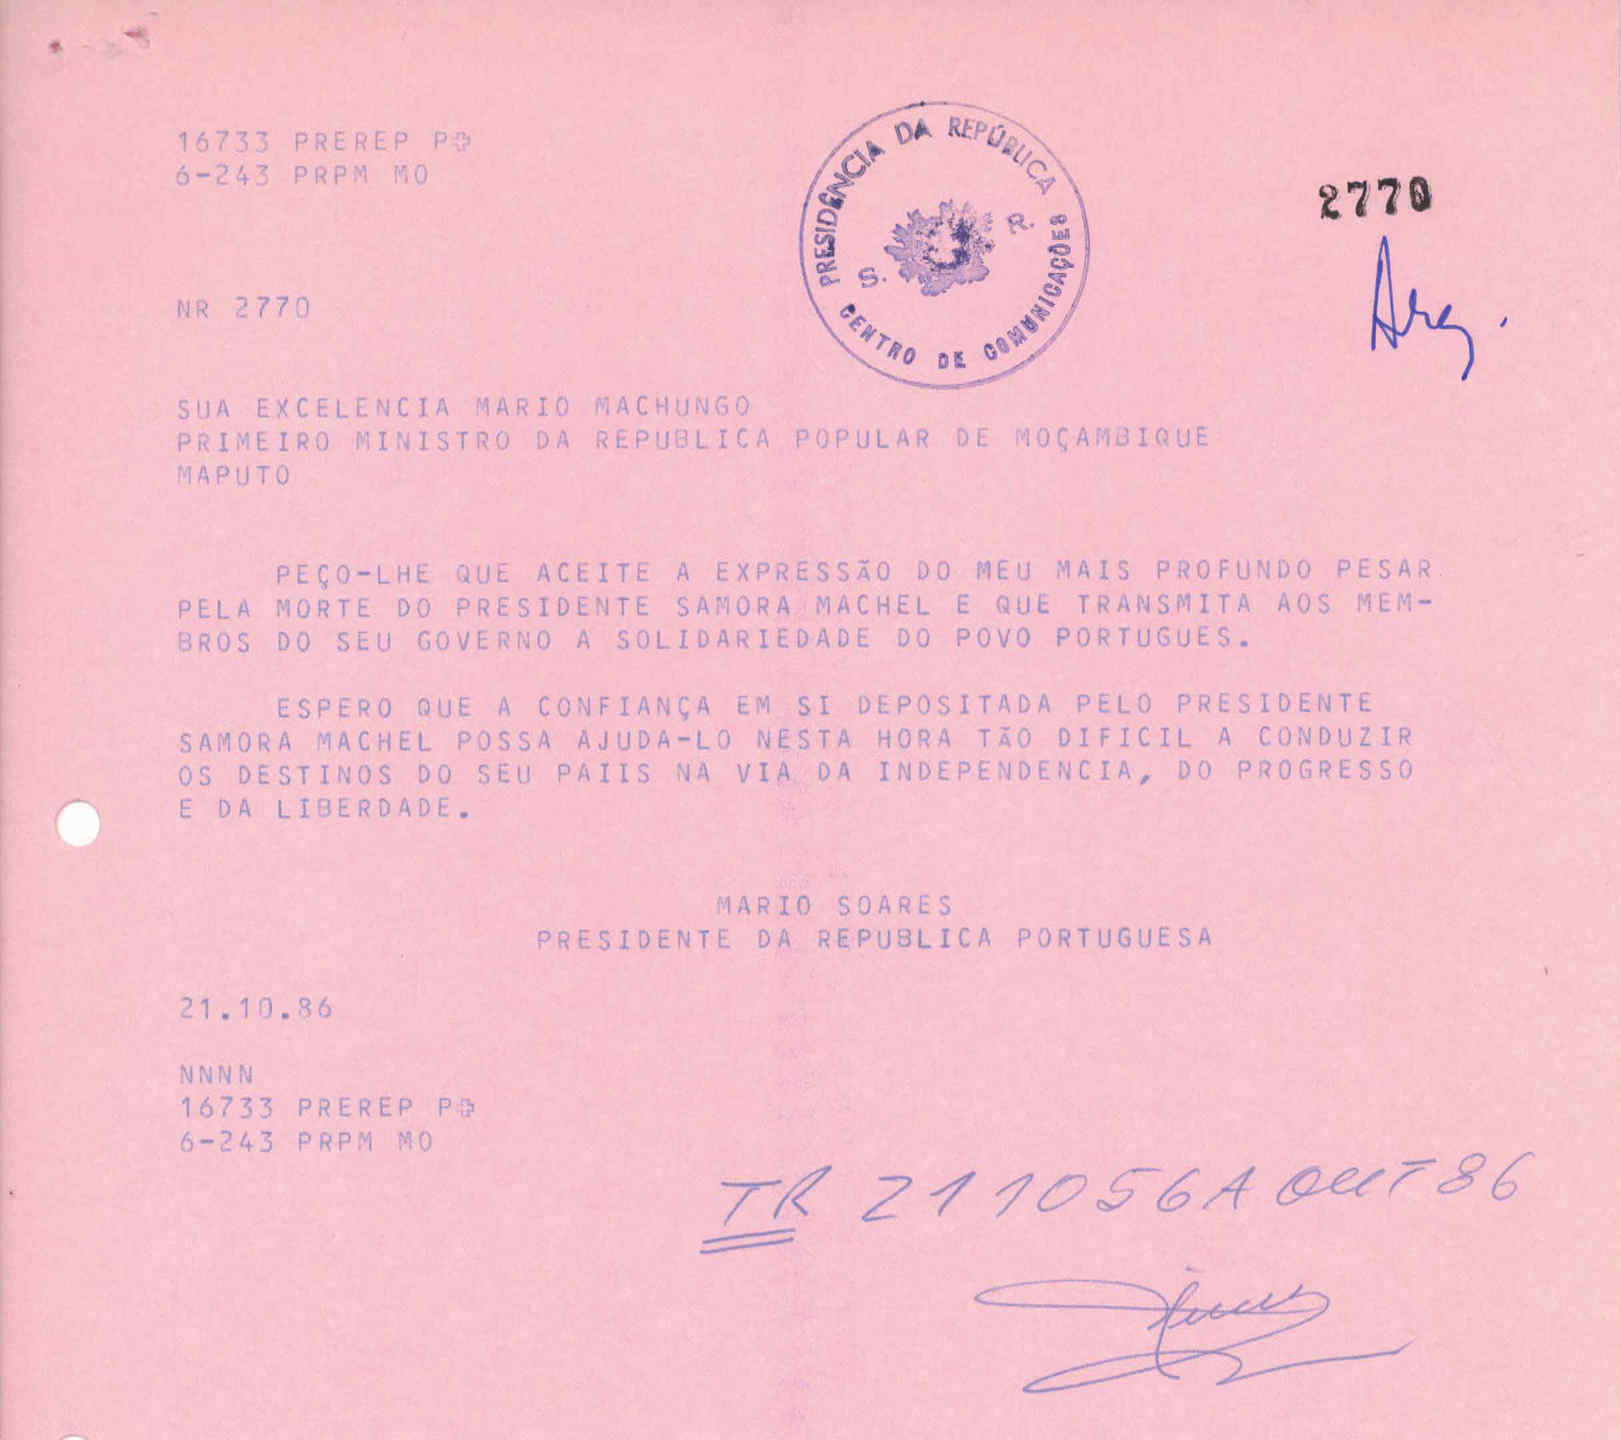 16733 PREREP P✠
6-243 PRPM MO
PRESIDÊNCIA DA REPÚBLICA
S. R.
CENTRO DE COMUNICAÇÕES
2770
Arq.
NR 2770
SUA EXCELENCIA MARIO MACHUNGO
PRIMEIRO MINISTRO DA REPUBLICA POPULAR DE MOÇAMBIQUE
MAPUTO
PEÇO-LHE QUE ACEITE A EXPRESSÃO DO MEU MAIS PROFUNDO PESAR
PELA MORTE DO PRESIDENTE SAMORA MACHEL E QUE TRANSMITA AOS MEM-
BROS DO SEU GOVERNO A SOLIDARIEDADE DO POVO PORTUGUES.
ESPERO QUE A CONFIANÇA EM SI DEPOSITADA PELO PRESIDENTE
SAMORA MACHEL POSSA AJUDA-LO NESTA HORA TÃO DIFICIL A CONDUZIR
OS DESTINOS DO SEU PAIIS NA VIA DA INDEPENDENCIA, DO PROGRESSO
E DA LIBERDADE.
MARIO SOARES
PRESIDENTE DA REPUBLICA PORTUGUESA
21.10.86
NNNN
16733 PREREP P✠
6-243 PRPM MO
TR 211056A OUT 86